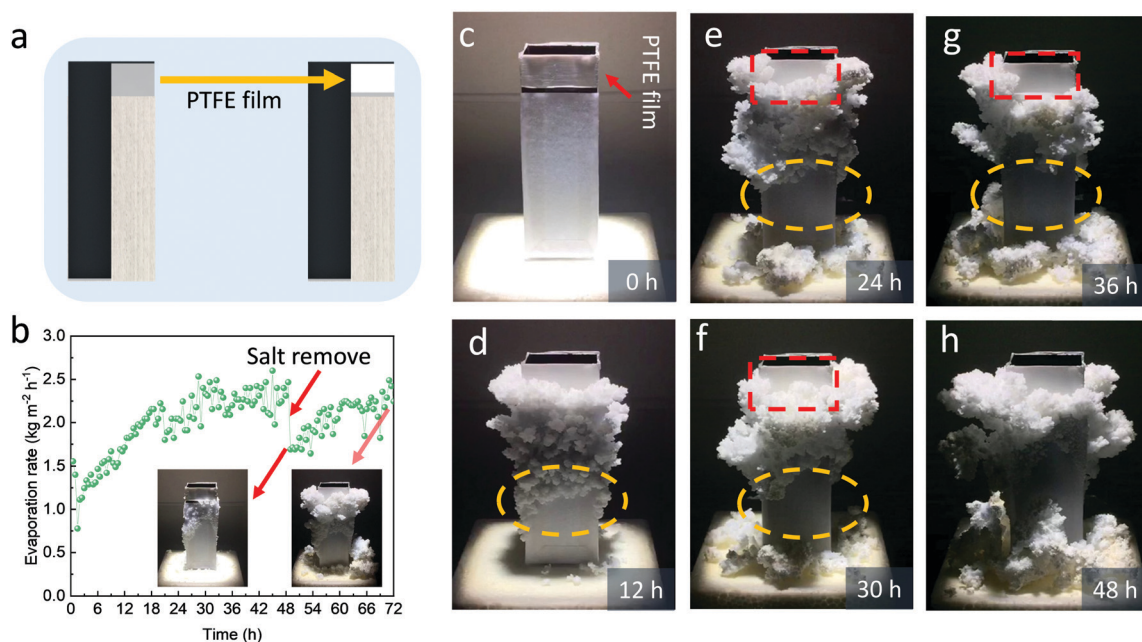 a
PTFE film
b
Evaporation rate (kg m⁻² h⁻¹)
3.0
2.5
2.0
1.5
1.0
0.5
0.0
Salt remove
0 6 12 18 24 30 36 42 48 54 60 66 72
Time (h)
c
PTFE film
0 h
d
12 h
e
24 h
f
30 h
g
36 h
h
48 h